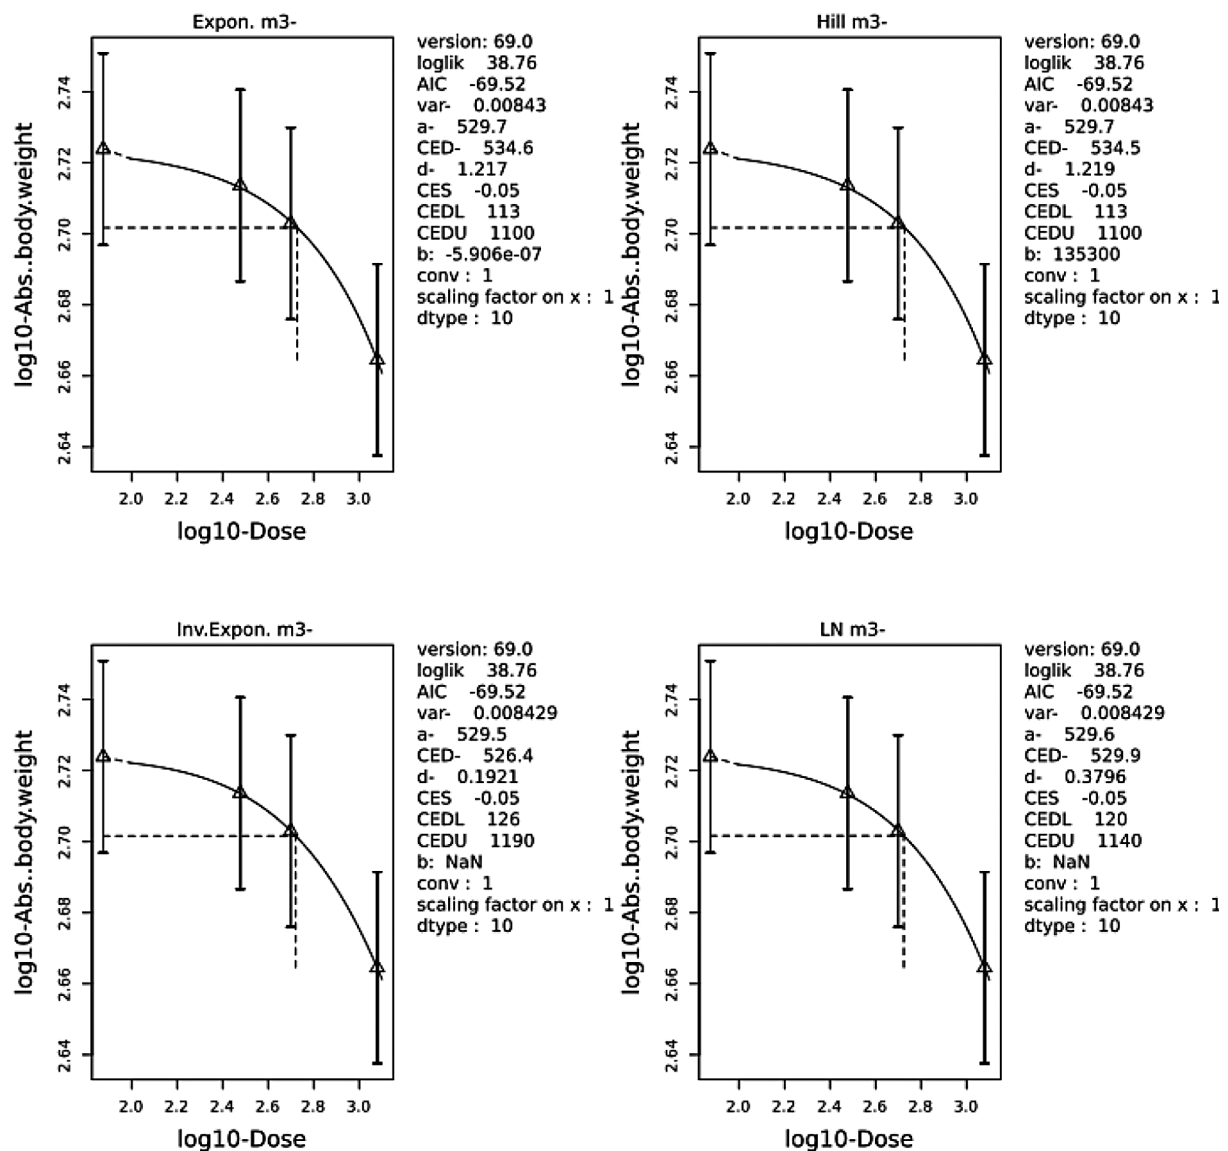 Expon. m3-
log10-Abs..body.weight
2.74
2.72
2.70
2.68
2.66
2.64
2.0 2.2 2.4 2.6 2.8 3.0
log10-Dose
version: 69.0
loglik 38.76
AIC -69.52
var- 0.00843
a- 529.7
CED- 534.6
d- 1.217
CES -0.05
CEDL 113
CEDU 1100
b: -5.906e-07
conv : 1
scaling factor on x : 1
dtype : 10
Hill m3-
log10-Abs..body.weight
2.74
2.72
2.70
2.68
2.66
2.64
2.0 2.2 2.4 2.6 2.8 3.0
log10-Dose
version: 69.0
loglik 38.76
AIC -69.52
var- 0.00843
a- 529.7
CED- 534.5
d- 1.219
CES -0.05
CEDL 113
CEDU 1100
b: 135300
conv : 1
scaling factor on x : 1
dtype : 10
Inv.Expon. m3-
log10-Abs..body.weight
2.74
2.72
2.70
2.68
2.66
2.64
2.0 2.2 2.4 2.6 2.8 3.0
log10-Dose
version: 69.0
loglik 38.76
AIC -69.52
var- 0.008429
a- 529.5
CED- 526.4
d- 0.1921
CES -0.05
CEDL 126
CEDU 1190
b: NaN
conv : 1
scaling factor on x : 1
dtype : 10
LN m3-
log10-Abs..body.weight
2.74
2.72
2.70
2.68
2.66
2.64
2.0 2.2 2.4 2.6 2.8 3.0
log10-Dose
version: 69.0
loglik 38.76
AIC -69.52
var- 0.008429
a- 529.6
CED- 529.9
d- 0.3796
CES -0.05
CEDL 120
CEDU 1140
b: NaN
conv : 1
scaling factor on x : 1
dtype : 10